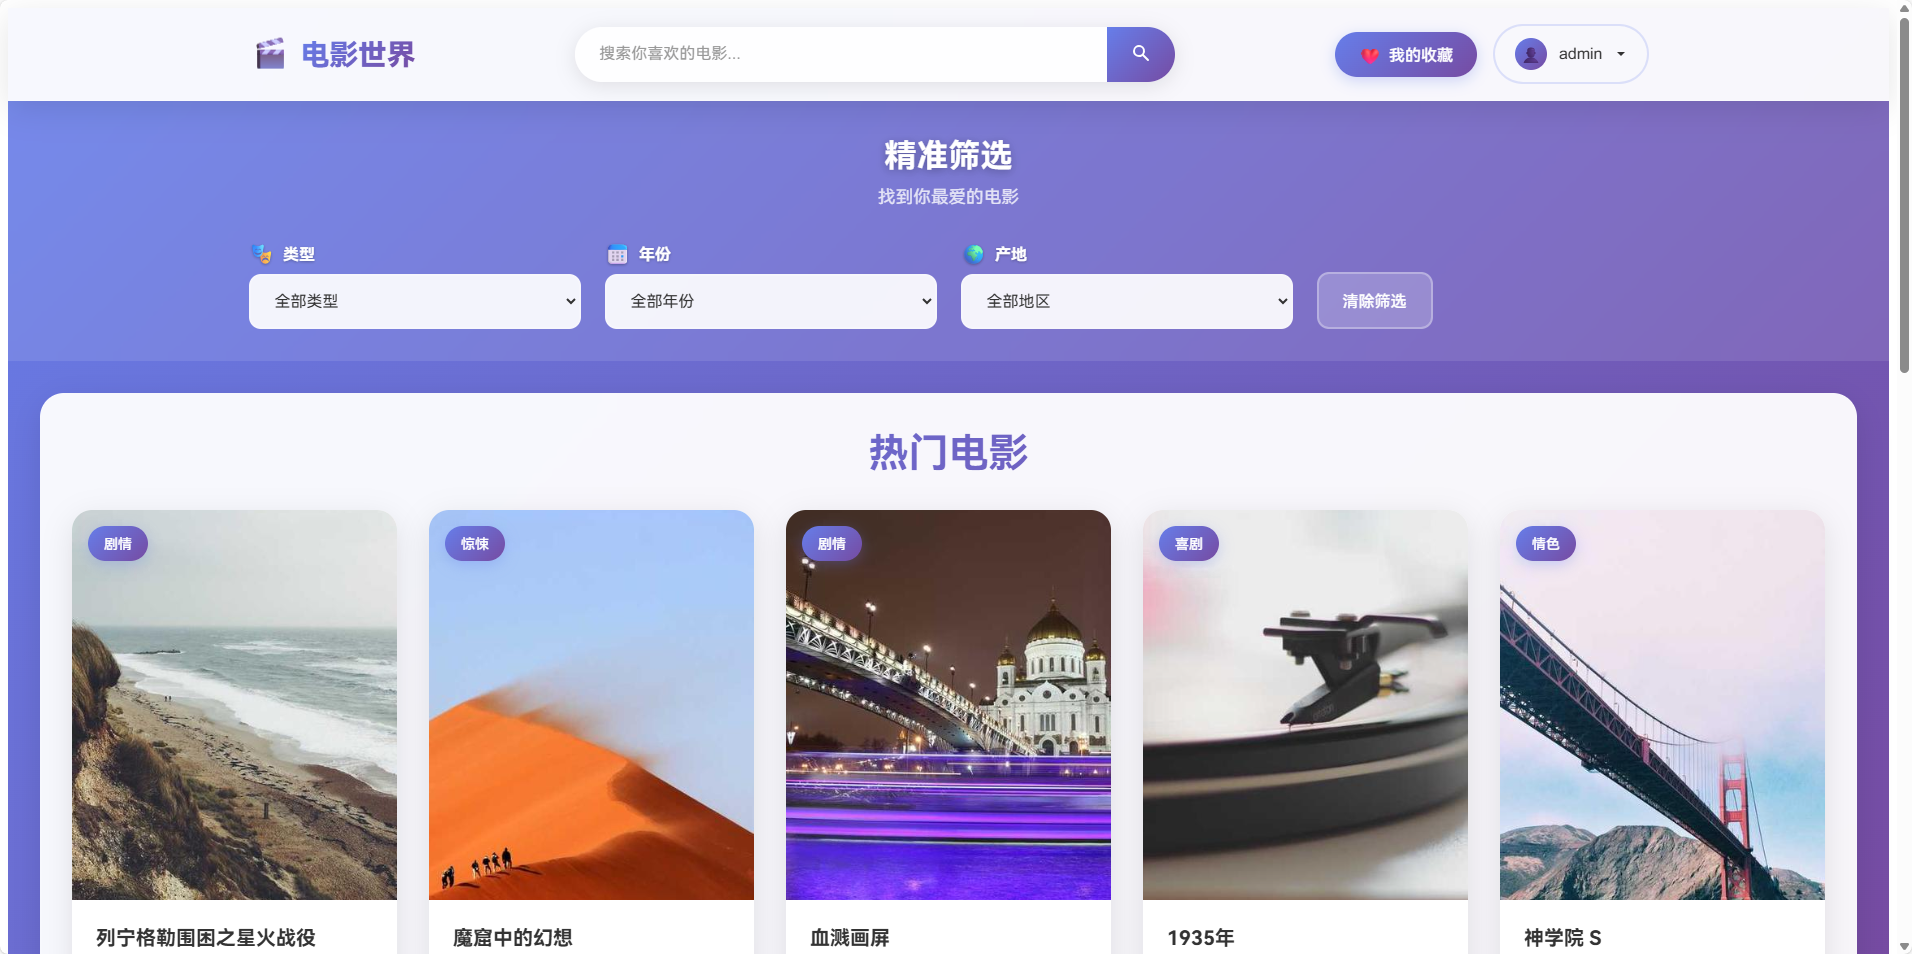 电影世界
搜索你喜欢的电影...
我的收藏
admin
精准筛选
找到你最爱的电影
类型
年份
产地
全部类型
全部年份
全部地区
清除筛选
热门电影
剧情
惊悚
剧情
喜剧
情色
列宁格勒围困之星火战役
魔窟中的幻想
血溅画屏
1935年
神学院 S